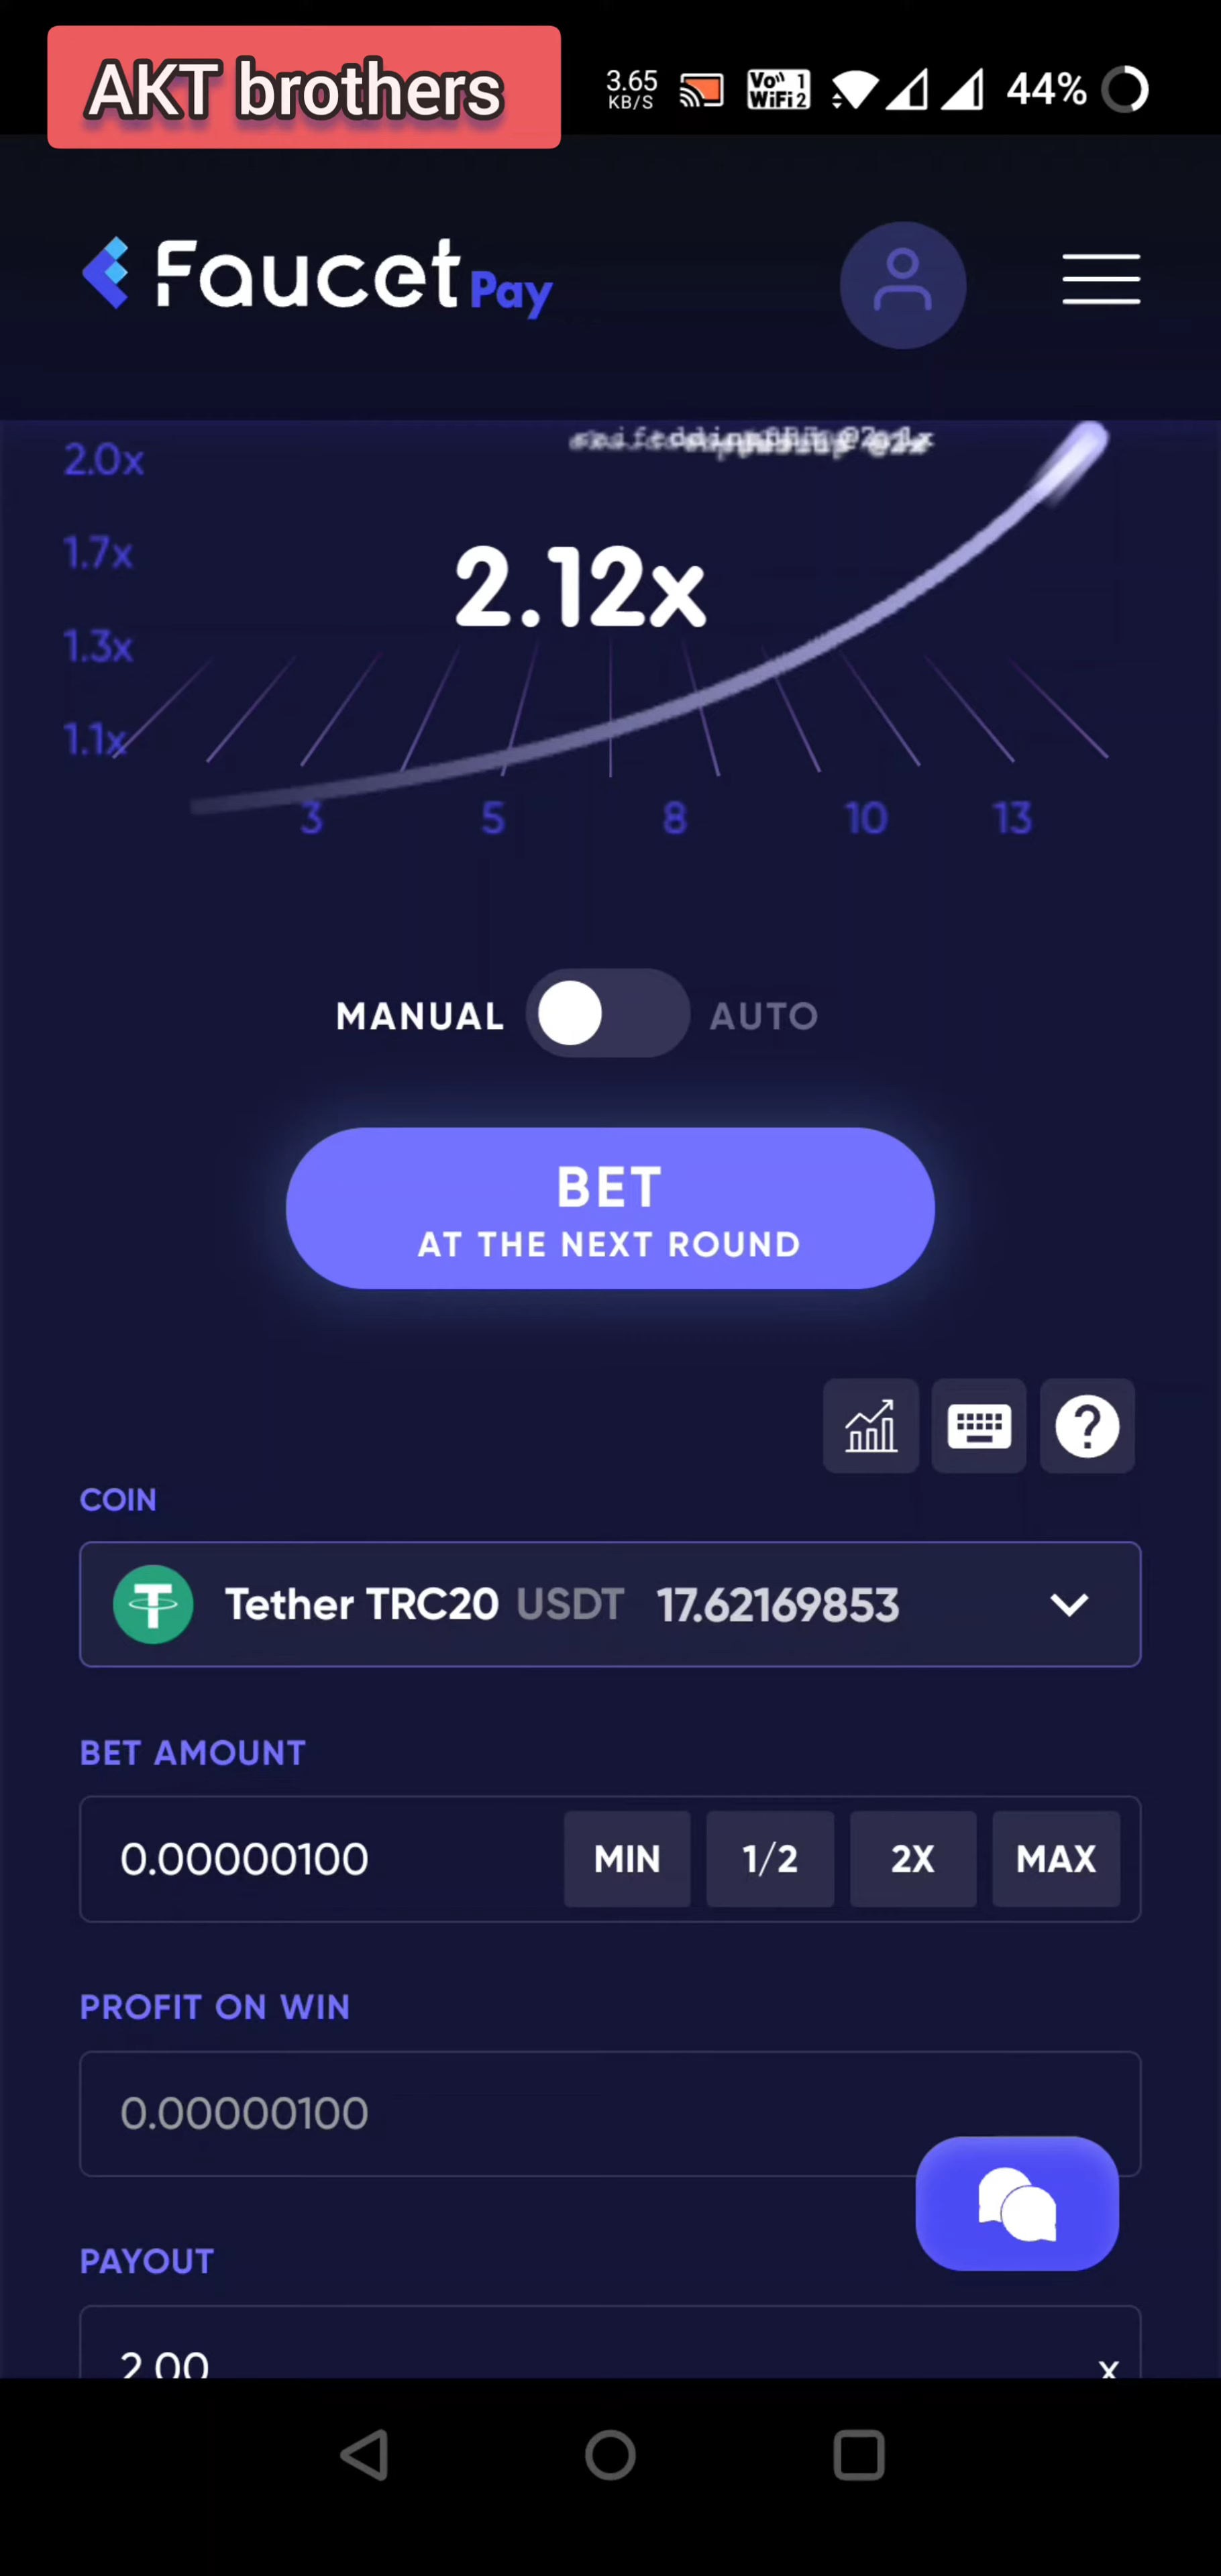 AKT brothers
3.65 KB/S
Vo 1 WiFi 2
44%
Faucet Pay
2.0x
1.7x
2.12x
1.3x
1.1x
3 5 8 10 13
MANUAL AUTO
BET
AT THE NEXT ROUND
COIN
Tether TRC20 USDT 17.62169853
BET AMOUNT
0.00000100 MIN 1/2 2X MAX
PROFIT ON WIN
0.00000100
PAYOUT
2.00 x